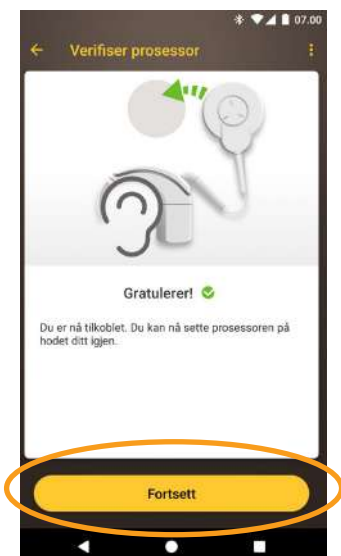 07.00
Verifiser prosessor
Gratulerer!
Du er nå tilkoblet. Du kan nå sette prosessoren på
hodet ditt igjen.
Fortsett